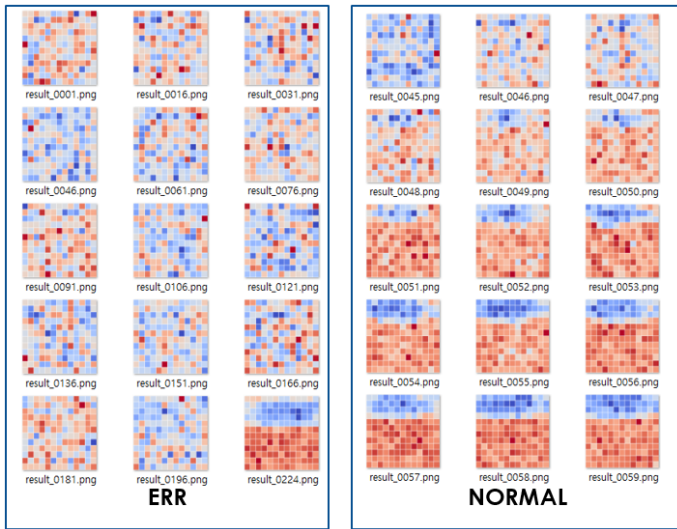 result_0001.png result_0016.png result_0031.png
result_0046.png result_0061.png result_0076.png
result_0091.png result_0106.png result_0121.png
result_0136.png result_0151.png result_0166.png
result_0181.png result_0196.png result_0224.png
ERR
result_0045.png result_0046.png result_0047.png
result_0048.png result_0049.png result_0050.png
result_0051.png result_0052.png result_0053.png
result_0054.png result_0055.png result_0056.png
result_0057.png result_0058.png result_0059.png
NORMAL